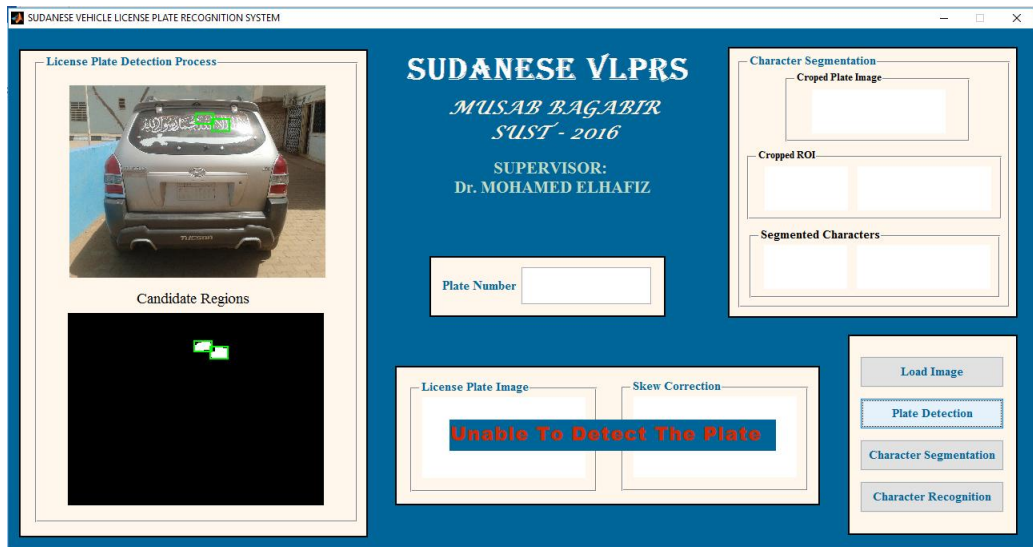 SUDANESE VEHICLE LICENSE PLATE RECOGNITION SYSTEM
License Plate Detection Process
TUCSON
Candidate Regions
SUDANESE VLPRS
MUSAB BAGABIR
SUST - 2016
SUPERVISOR:
Dr. MOHAMED ELHAFIZ
Plate Number
License Plate Image
Skew Correction
Unable To Detect The Plate
Character Segmentation
Croped Plate Image
Cropped ROI
Segmented Characters
Load Image
Plate Detection
Character Segmentation
Character Recognition